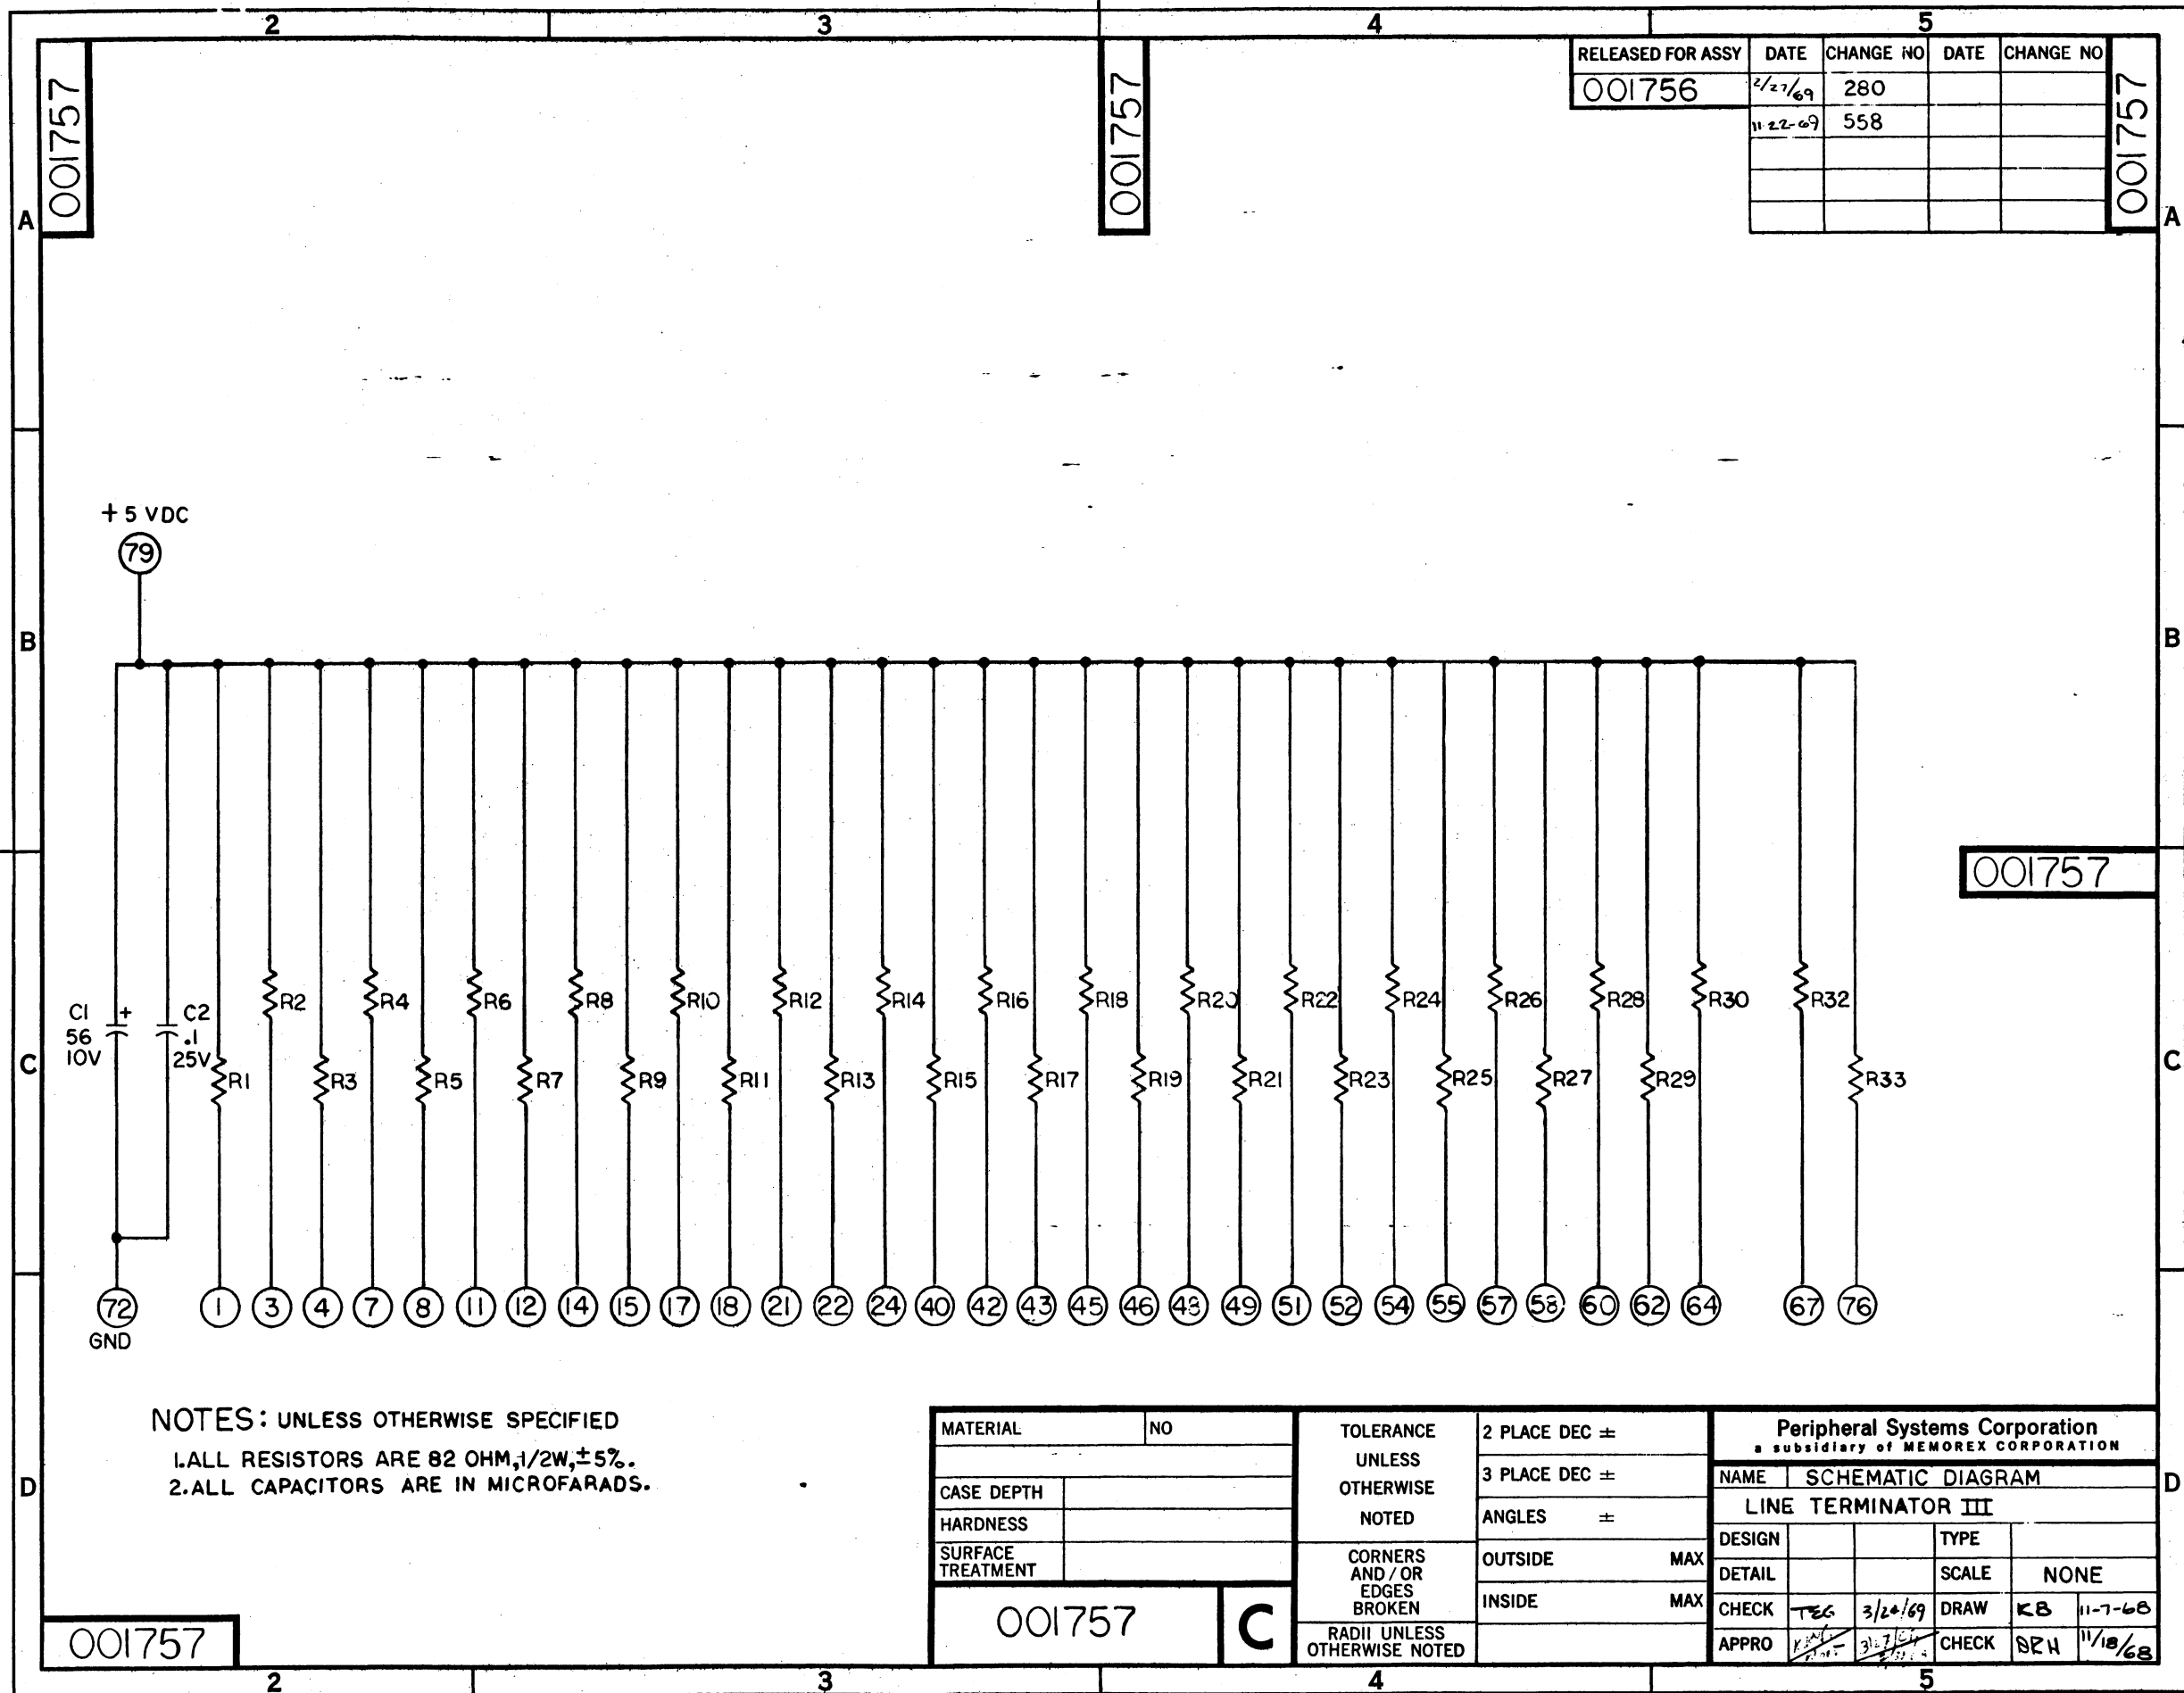 2 3 4 5
001757
001757
001757
RELEASED FOR ASSY DATE CHANGE NO DATE CHANGE NO
001756 2/27/69 280
11-22-69 558
A A
+5 VDC
79
B B
001757
R2 R4 R6 R8 R10 R12 R14 R16 R18 R20 R22 R24 R26 R28 R30 R32
C1 + C2
56 .1
10V 25V
C C
R1 R3 R5 R7 R9 R11 R13 R15 R17 R19 R21 R23 R25 R27 R29 R33
72 1 3 4 7 8 11 12 14 15 17 18 21 22 24 40 42 43 45 46 48 49 51 52 54 55 57 58 60 62 64 67 76
GND
NOTES: UNLESS OTHERWISE SPECIFIED
1.ALL RESISTORS ARE 82 OHM,1/2W,±5%.
2.ALL CAPACITORS ARE IN MICROFARADS.
D D
MATERIAL NO
CASE DEPTH
HARDNESS
SURFACE
TREATMENT
001757 C
TOLERANCE
UNLESS
OTHERWISE
NOTED
CORNERS
AND/OR
EDGES
BROKEN
RADII UNLESS
OTHERWISE NOTED
2 PLACE DEC ±
3 PLACE DEC ±
ANGLES ±
OUTSIDE MAX
INSIDE MAX
Peripheral Systems Corporation
a subsidiary of MEMOREX CORPORATION
NAME SCHEMATIC DIAGRAM
LINE TERMINATOR III
DESIGN TYPE
DETAIL SCALE NONE
CHECK TEG 3/24/69 DRAW KB 11-7-68
APPRO CHECK DRH 11/18/68
001757
2 3 4 5